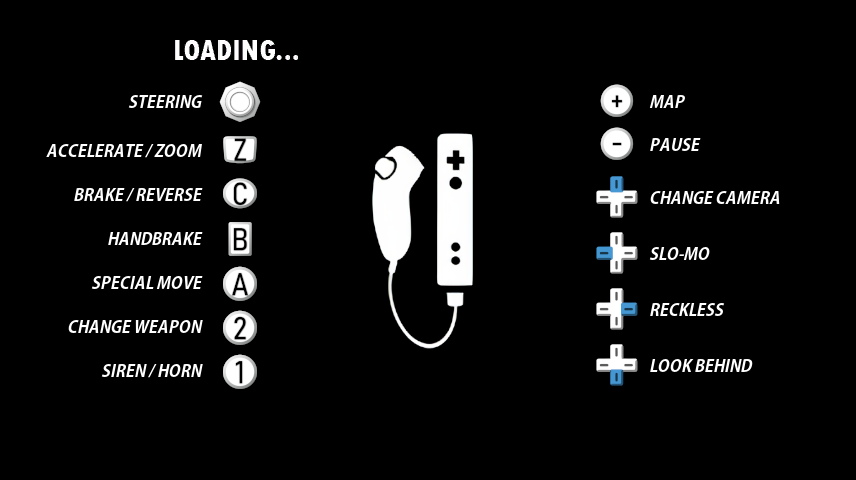 LOADING...
STEERING
ACCELERATE / ZOOM Z
BRAKE / REVERSE C
HANDBRAKE B
SPECIAL MOVE A
CHANGE WEAPON 2
SIREN / HORN 1
+ MAP
- PAUSE
CHANGE CAMERA
SLO-MO
RECKLESS
LOOK BEHIND